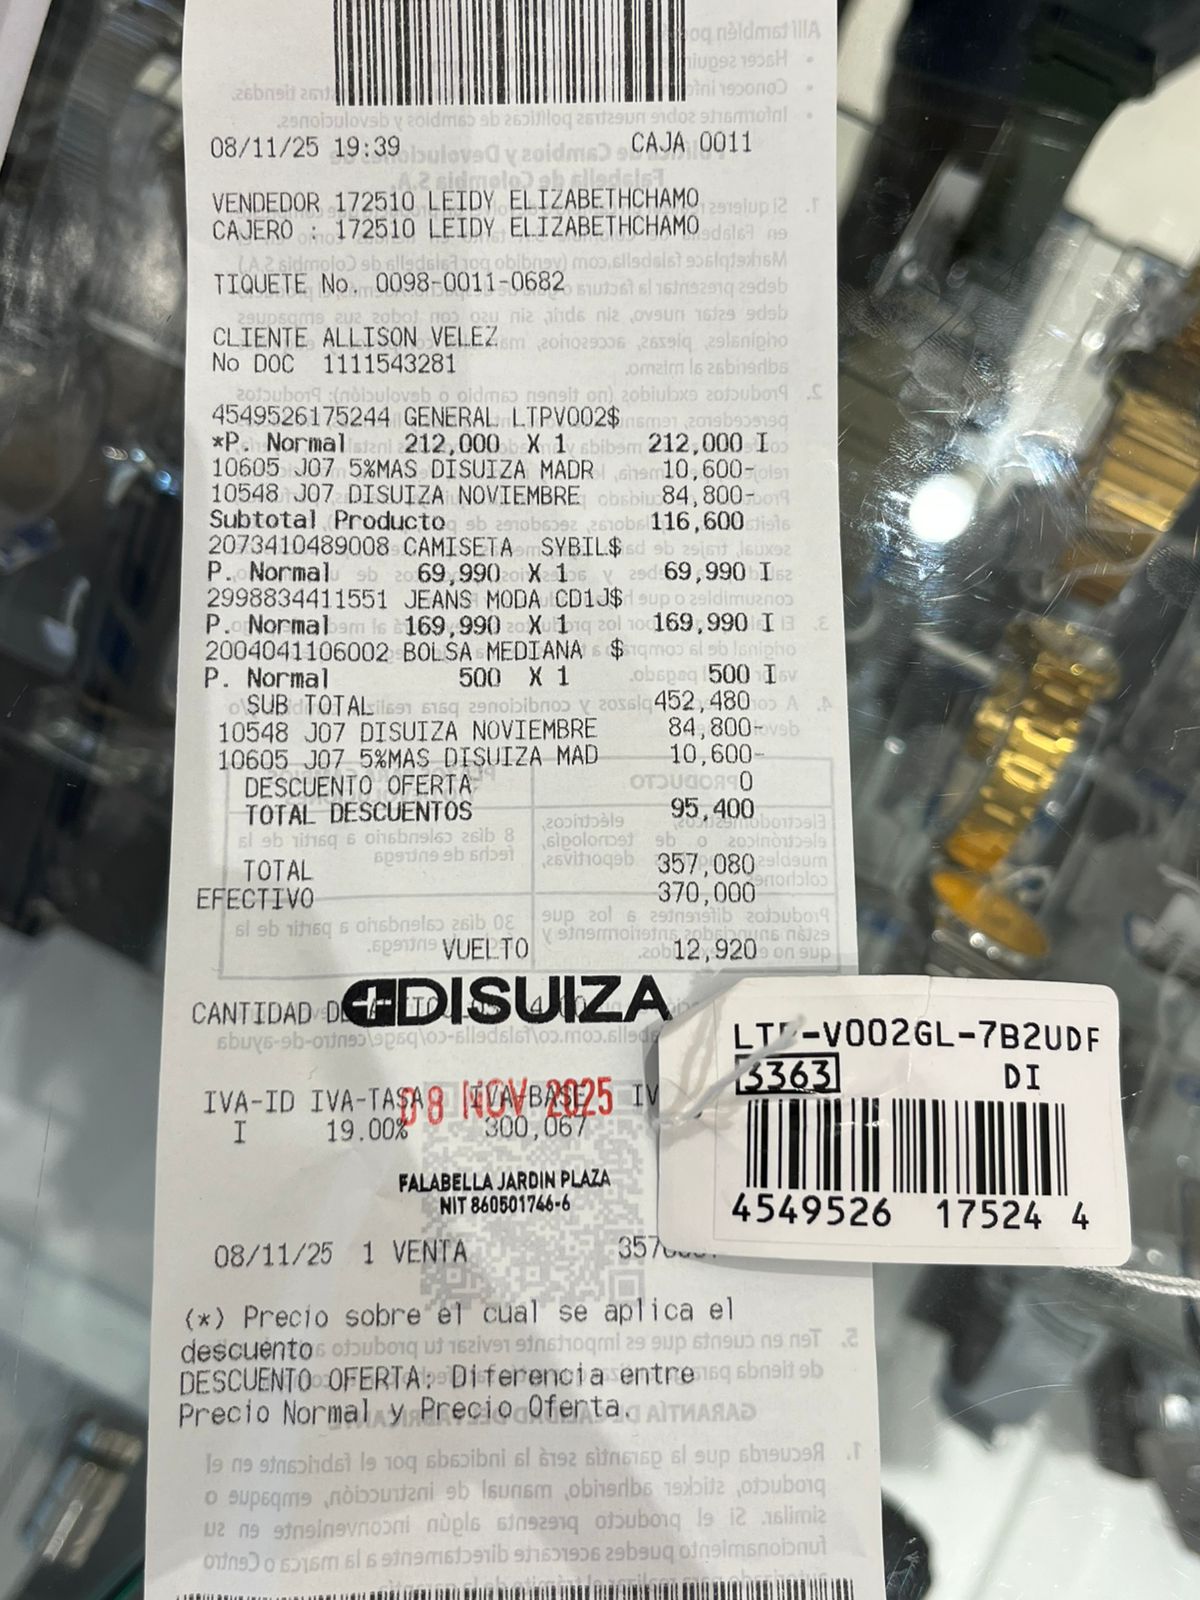 08/11/25 19:39 CAJA 0011
VENDEDOR 172510 LEIDY ELIZABETHCHAMO
CAJERO : 172510 LEIDY ELIZABETHCHAMO
TIQUETE No. 0098-0011-0682
CLIENTE ALLISON VELEZ
No DOC 1111543281
4549526175244 GENERAL LTPV002$
*P. Normal 212,000 X 1 212,000 I
10605 J07 5%MAS DISUIZA MADR 10,600-
10548 J07 DISUIZA NOVIEMBRE 84,800-
Subtotal Producto 116,600
2073410489008 CAMISETA SYBIL$
P. Normal 69,990 X 1 69,990 I
2998834411551 JEANS MODA CD1J$
P. Normal 169,990 X 1 169,990 I
2004041106002 BOLSA MEDIANA $
P. Normal 500 X 1 500 I
SUB TOTAL 452,480
10548 J07 DISUIZA NOVIEMBRE 84,800-
10605 J07 5%MAS DISUIZA MAD 10,600-
DESCUENTO OFERTA 0
TOTAL DESCUENTOS 95,400
TOTAL 357,080
EFECTIVO 370,000
VUELTO 12,920
DISUIZA
CANTIDAD
IVA-ID IVA-TASA IVA-BASE
08 NOV 2025
I 19.00% 300,067
FALABELLA JARDIN PLAZA
NIT 860501746-6
08/11/25 1 VENTA
(*) Precio sobre el cual se aplica el
descuento
DESCUENTO OFERTA: Diferencia entre
Precio Normal y Precio Oferta.
LTP-V002GL-7B2UDF
3363 DI
4549526 17524 4